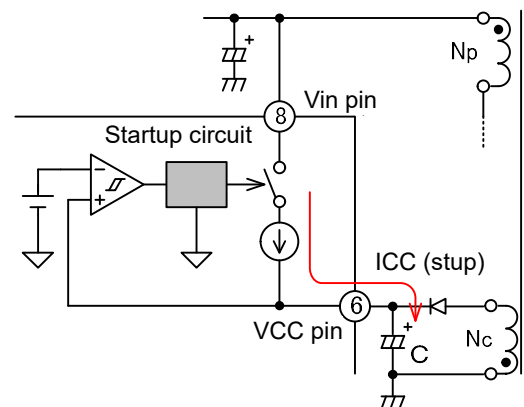 +
Np
8
Vin pin
Startup circuit
−
+
ICC (stup)
6
VCC pin
+
C
Nc